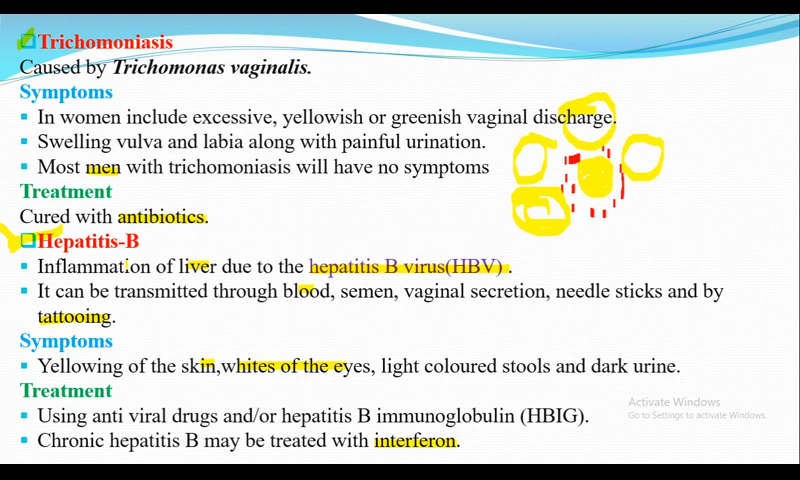 Trichomoniasis
Caused by Trichomonas vaginalis.
Symptoms
▪ In women include excessive, yellowish or greenish vaginal discharge.
▪ Swelling vulva and labia along with painful urination.
▪ Most men with trichomoniasis will have no symptoms
Treatment
Cured with antibiotics.
Hepatitis-B
▪ Inflammation of liver due to the hepatitis B virus(HBV) .
▪ It can be transmitted through blood, semen, vaginal secretion, needle sticks and by
tattooing.
Symptoms
▪ Yellowing of the skin,whites of the eyes, light coloured stools and dark urine.
Treatment
▪ Using anti viral drugs and/or hepatitis B immunoglobulin (HBIG).
▪ Chronic hepatitis B may be treated with interferon.
Activate Windows
Go to Settings to activate Windows.